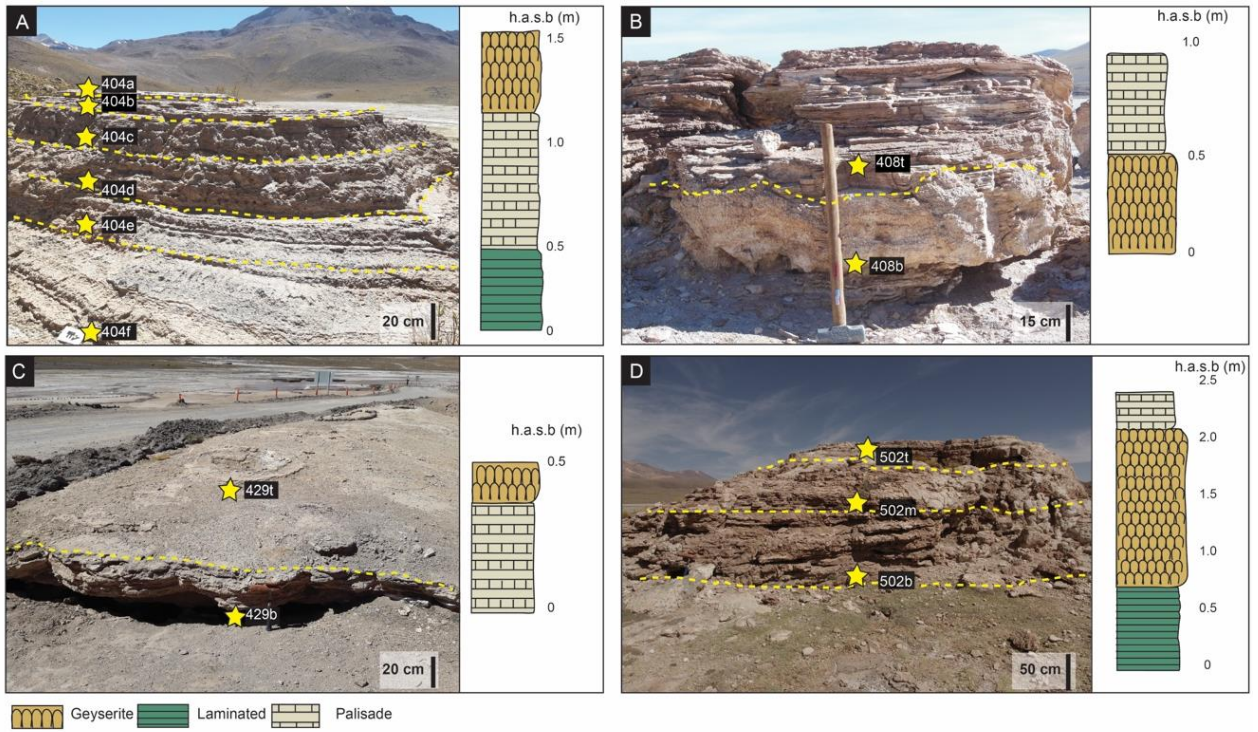 A
404a
404b
404c
404d
404e
404f
20 cm
h.a.s.b (m)
1.5
1.0
0.5
0
B
408t
408b
15 cm
h.a.s.b (m)
1.0
0.5
0
C
429t
429b
20 cm
h.a.s.b (m)
0.5
0
D
502t
502m
502b
50 cm
h.a.s.b (m)
2.5
2.0
1.5
1.0
0.5
0
Geyserite Laminated Palisade